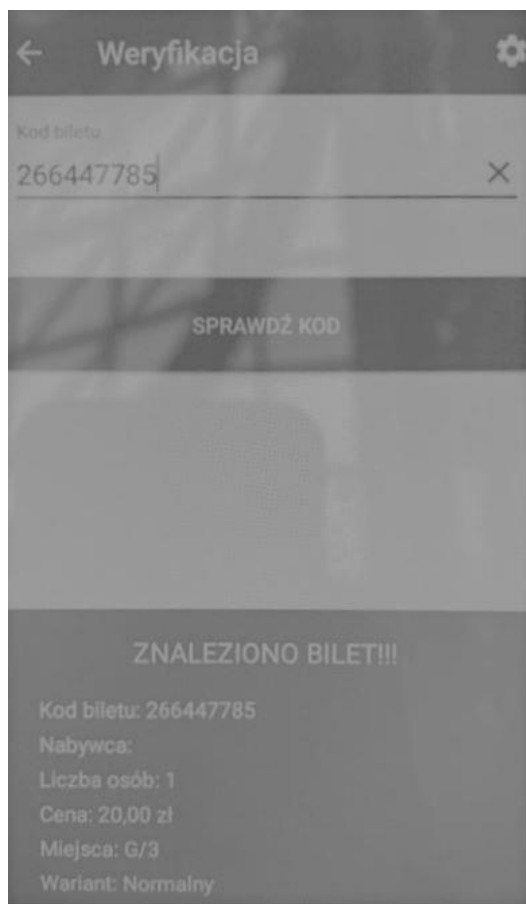 Weryfikacja
Kod biletu
266447785
SPRAWDŹ KOD
ZNALEZIONO BILET!!!
Kod biletu: 266447785
Nabywca:
Liczba osób: 1
Cena: 20,00 zł
Miejsca: G/3
Wariant: Normalny